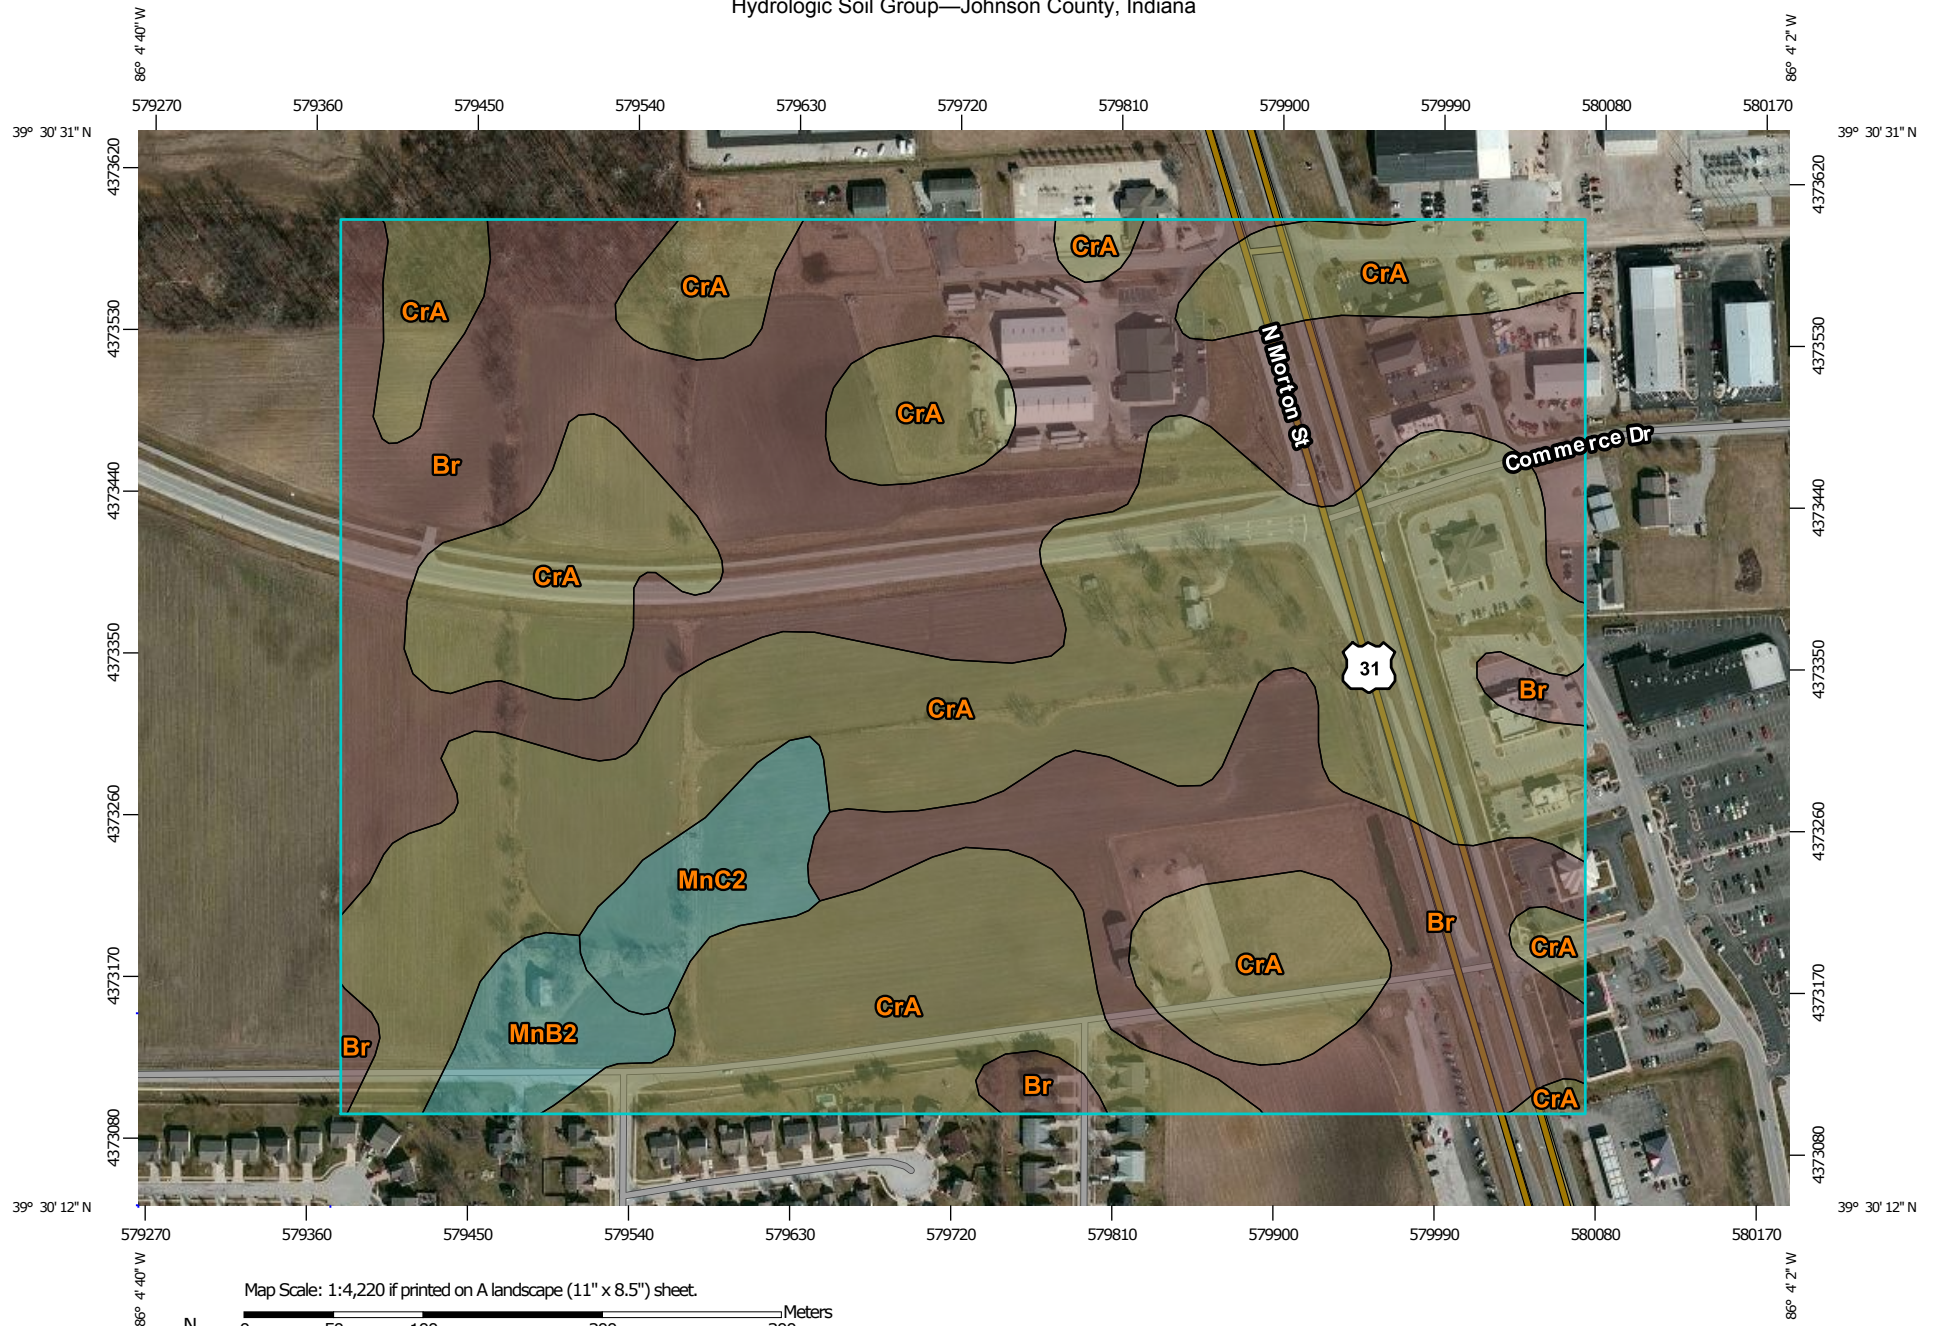 Hydrologic Soil Group—Johnson County, Indiana
86° 4' 40" W
86° 4' 2" W
579270 579360 579450 579540 579630 579720 579810 579900 579990 580080 580170
39° 30' 31" N
39° 30' 31" N
4373620
4373620
CrA
CrA
CrA
CrA
4373530
4373530
N Morton St
CrA
Commerce Dr
Br
4373440
4373440
CrA
4373350
4373350
31
Br
CrA
4373260
4373260
MnC2
Br
CrA
CrA
4373170
4373170
CrA
MnB2
Br
Br
CrA
4373080
4373080
39° 30' 12" N
39° 30' 12" N
579270 579360 579450 579540 579630 579720 579810 579900 579990 580080 580170
86° 4' 40" W
86° 4' 2" W
Map Scale: 1:4,220 if printed on A landscape (11" x 8.5") sheet.
Meters
N